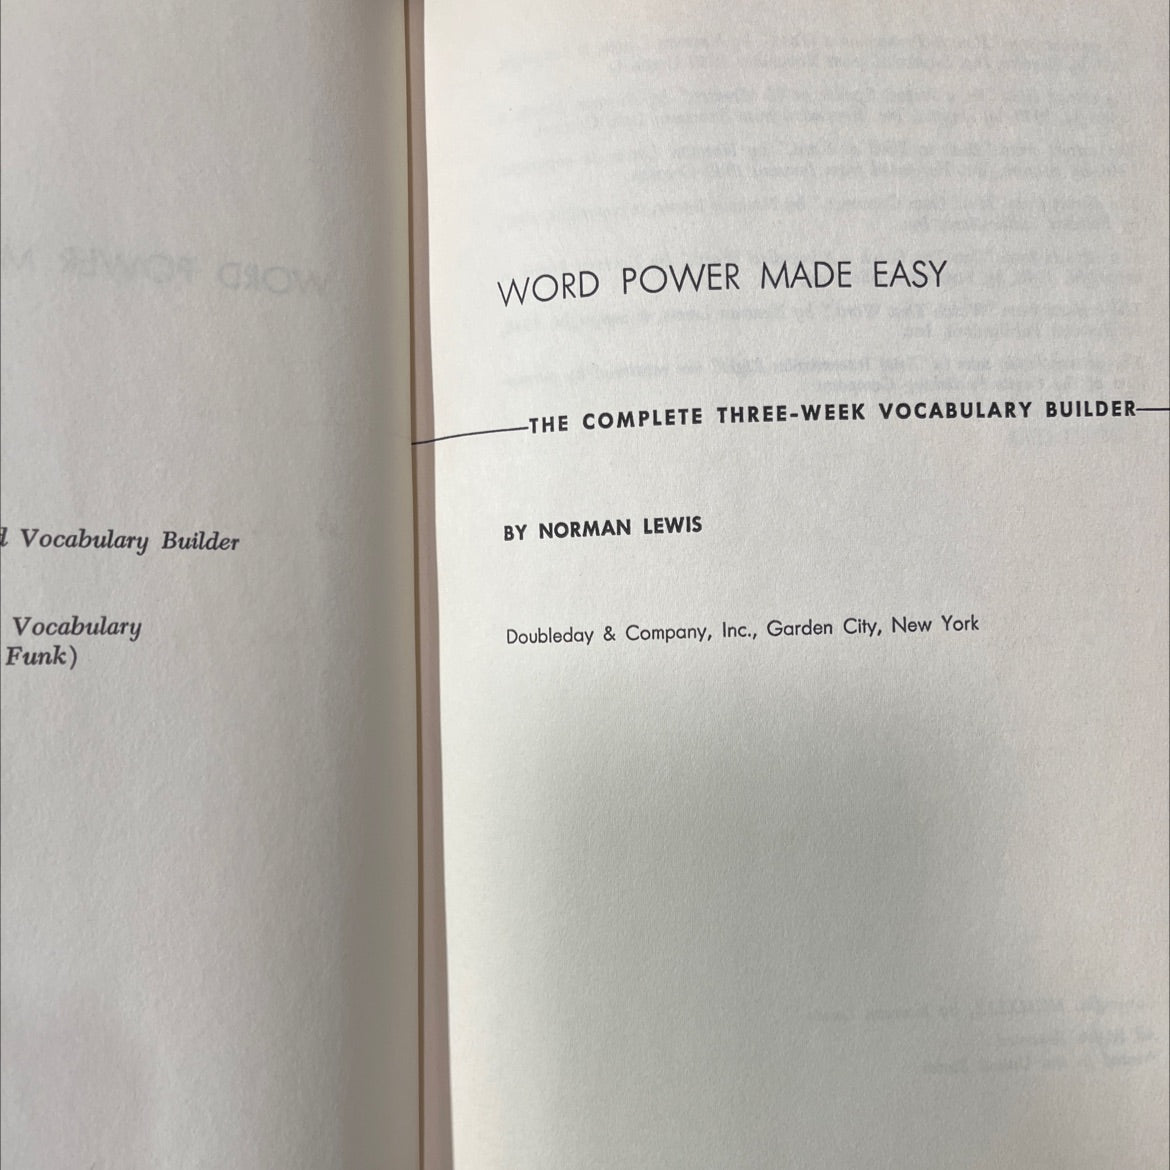 Vocabulary Builder
Vocabulary
Funk)
WORD POWER MADE EASY
—THE COMPLETE THREE-WEEK VOCABULARY BUILDER—
BY NORMAN LEWIS
Doubleday & Company, Inc., Garden City, New York